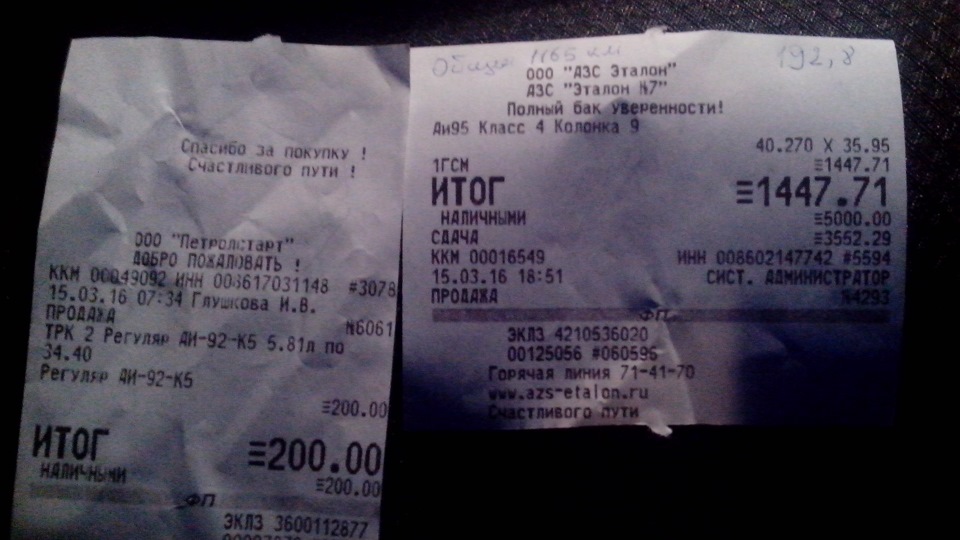 Спасибо за покупку !
Счастливого пути !
ООО "Петролстарт"
ДОБРО ПОЖАЛОВАТЬ !
ККМ 00049092 ИНН 008617031148 #3078
15.03.16 07:34 Глушкова И.В.
ПРОДАЖА №6061
ТРК 2 Регуляр АИ-92-К5 5.81л по
34.40
Регуляр АИ-92-К5
≡200.00
ИТОГ ≡200.00
НАЛИЧНЫМИ ≡200.00
ФП
ЭКЛЗ 3600112877
Общие 1165 км 192,8
ООО "АЗС Эталон"
АЗС "Эталон №7"
Полный бак уверенности!
Аи95 Класс 4 Колонка 9
40.270 X 35.95
1ГСМ ≡1447.71
ИТОГ ≡1447.71
НАЛИЧНЫМИ ≡5000.00
СДАЧА ≡3552.29
ККМ 00016549 ИНН 008602147742 #5594
15.03.16 18:51 СИСТ. АДМИНИСТРАТОР
ПРОДАЖА №4293
ФП
ЭКЛЗ 4210536020
00125056 #060596
Горячая линия 71-41-70
www.azs-etalon.ru
Счастливого пути